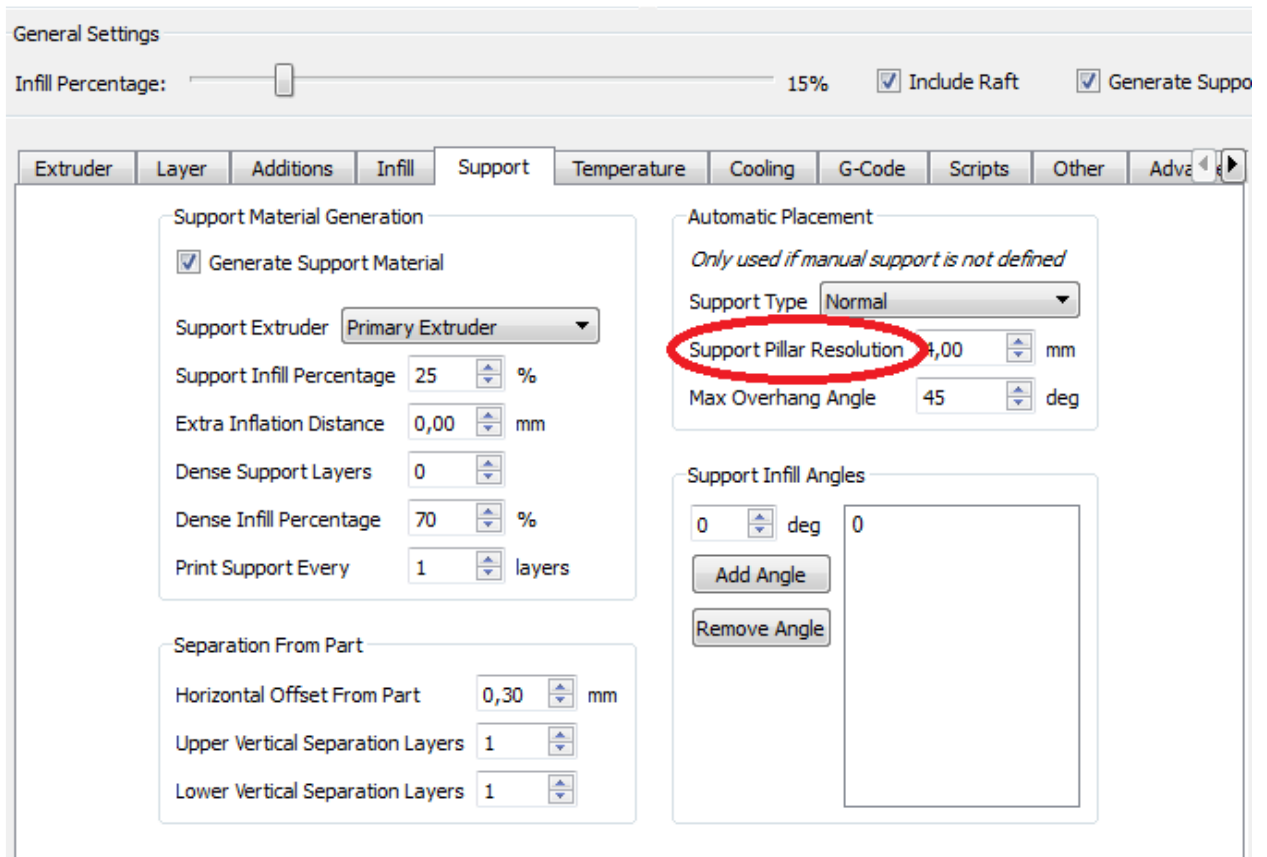 General Settings
Infill Percentage: 15% Include Raft Generate Suppo
Extruder Layer Additions Infill Support Temperature Cooling G-Code Scripts Other
Support Material Generation
Generate Support Material
Support Extruder Primary Extruder
Support Infill Percentage 25 %
Extra Inflation Distance 0,00 mm
Dense Support Layers 0
Dense Infill Percentage 70 %
Print Support Every 1 layers
Separation From Part
Horizontal Offset From Part 0,30 mm
Upper Vertical Separation Layers 1
Lower Vertical Separation Layers 1
Automatic Placement
Only used if manual support is not defined
Support Type Normal
Support Pillar Resolution 4,00 mm
Max Overhang Angle 45 deg
Support Infill Angles
0 deg 0
Add Angle
Remove Angle